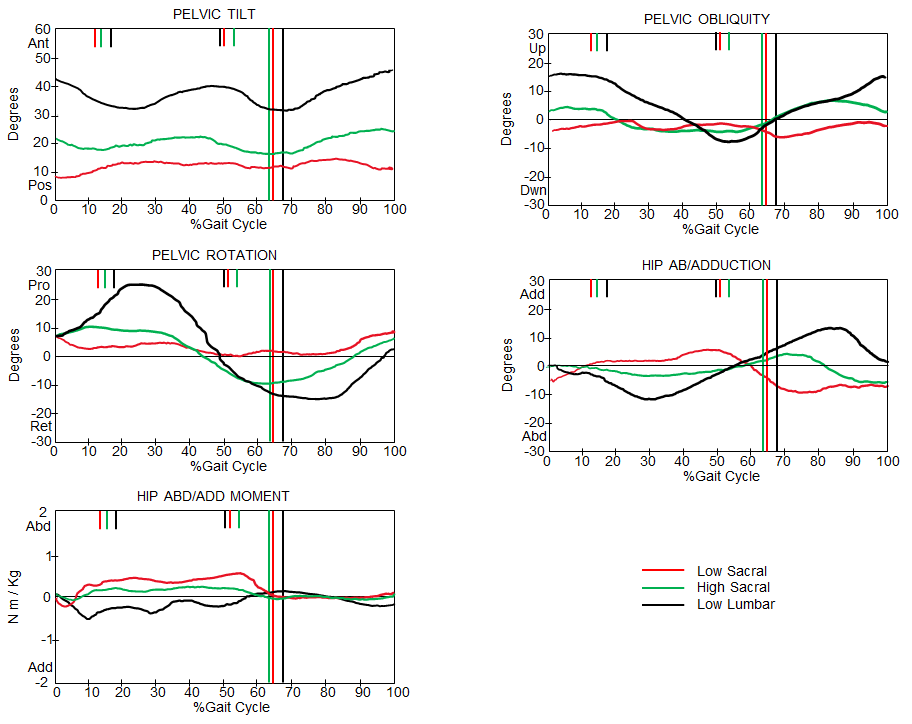 PELVIC TILT
60
Ant
50
40
30
20
10
Pos
0
Degrees
0 10 20 30 40 50 60 70 80 90 100
%Gait Cycle
PELVIC OBLIQUITY
30
Up
20
10
0
-10
-20
Dwn
-30
Degrees
0 10 20 30 40 50 60 70 80 90 100
%Gait Cycle
PELVIC ROTATION
30
Pro
20
10
0
-10
-20
Ret
-30
Degrees
0 10 20 30 40 50 60 70 80 90 100
%Gait Cycle
HIP AB/ADDUCTION
30
Add
20
10
0
-10
-20
Abd
-30
Degrees
0 10 20 30 40 50 60 70 80 90 100
%Gait Cycle
HIP ABD/ADD MOMENT
2
Abd
1
0
-1
Add
-2
N m / Kg
0 10 20 30 40 50 60 70 80 90 100
%Gait Cycle
Low Sacral
High Sacral
Low Lumbar